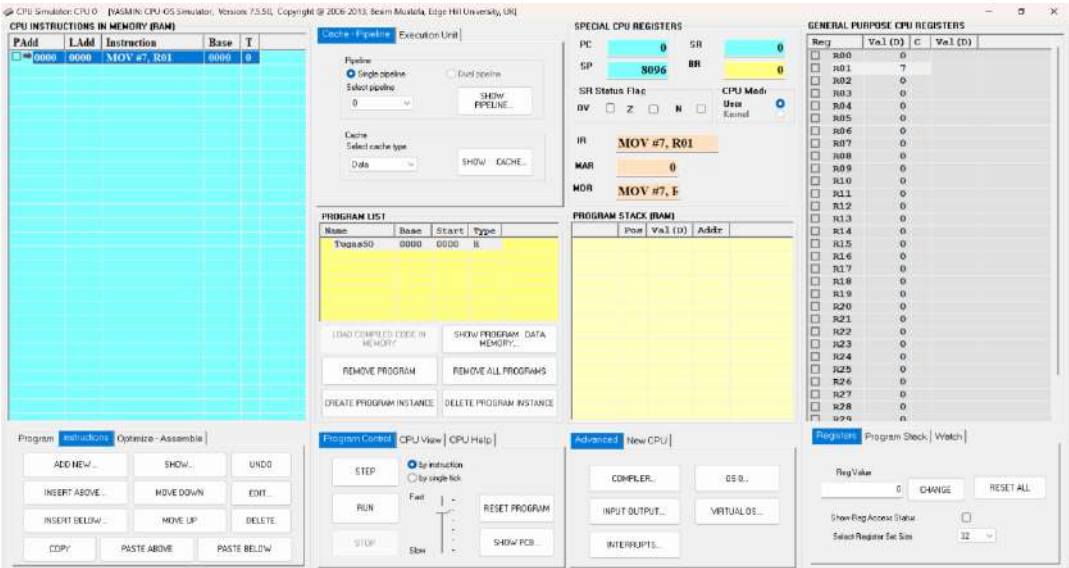 CPU Simulator: CPU 0 [YASMIN: CPU-OS Simulator, Version: 7.5.50, Copyright @ 2006-2013, Besim Mustafa, Edge Hill University, UK]
CPU INSTRUCTIONS IN MEMORY (RAM)
PAdd LAdd Instruction Base T
0000 0000 MOV #7, R01 0000 0
Program Instructions Optimize - Assemble
ADD NEW... SHOW... UNDO
INSERT ABOVE... MOVE DOWN EDIT...
INSERT BELOW... MOVE UP DELETE
COPY PASTE ABOVE PASTE BELOW
Cache - Pipeline Execution Unit
Pipeline
Single pipeline Dual pipeline
Select pipeline
0
SHOW
PIPELINE...
Cache
Select cache type
Data
SHOW CACHE...
PROGRAM LIST
Name Base Start Type
0000 0000
LOAD COMPILED CODE IN
MEMORY
SHOW PROGRAM DATA
MEMORY...
REMOVE PROGRAM REMOVE ALL PROGRAMS
CREATE PROGRAM INSTANCE DELETE PROGRAM INSTANCE
Program Control CPU View CPU Help
STEP
by instruction
by single tick
RUN
Fast
RESET PROGRAM
STOP
Slow
SHOW PCB...
SPECIAL CPU REGISTERS
PC 0 SR 0
SP 8096 BR 0
SR Status Flag
OV Z N
CPU Mode
User
Kernel
IR MOV #7, R01
MAR 0
MDR MOV #7, F
PROGRAM STACK (RAM)
Pos Val (D) Addr
Advanced New CPU
COMPILER... OS 0...
INPUT OUTPUT... VIRTUAL OS...
INTERRUPTS...
GENERAL PURPOSE CPU REGISTERS
Reg Val (D) C Val (D)
R00 0
R01 7
R02 0
R03 0
R04 0
R05 0
R06 0
R07 0
R08 0
R09 0
R10 0
R11 0
R12 0
R13 0
R14 0
R15 0
R16 0
R17 0
R18 0
R19 0
R20 0
R21 0
R22 0
R23 0
R24 0
R25 0
R26 0
R27 0
R28 0
R29 0
Registers Program Stack Watch
Reg Value
0 CHANGE RESET ALL
Show Reg Access Status
Select Register Set Size 32